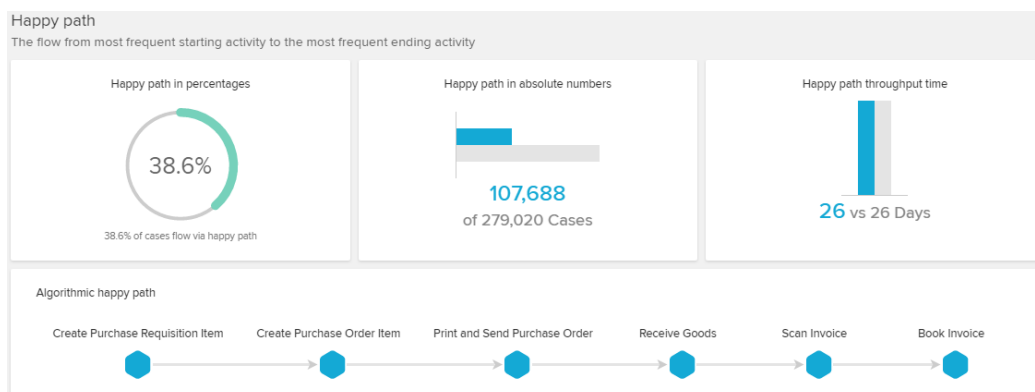 Happy path
The flow from most frequent starting activity to the most frequent ending activity
Happy path in percentages
38.6%
38.6% of cases flow via happy path
Happy path in absolute numbers
107,688
of 279,020 Cases
Happy path throughput time
26 vs 26 Days
Algorithmic happy path
Create Purchase Requisition Item
Create Purchase Order Item
Print and Send Purchase Order
Receive Goods
Scan Invoice
Book Invoice